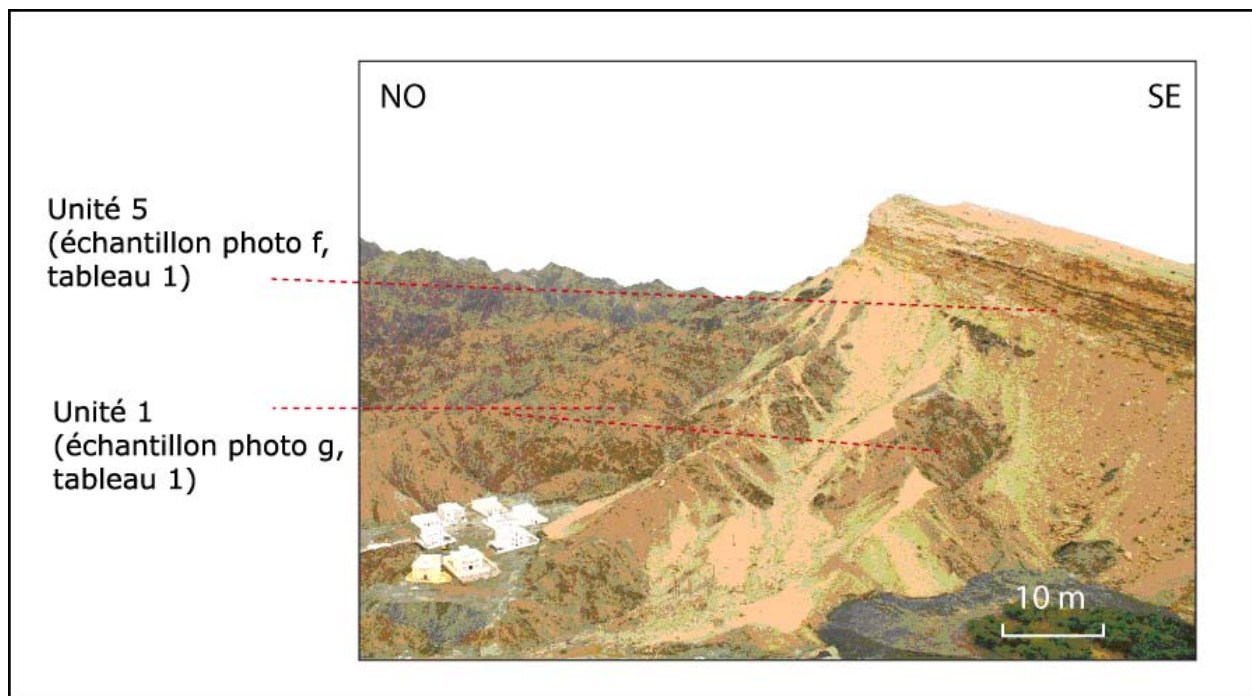 NO
SE
Unité 5
(échantillon photo f,
tableau 1)
Unité 1
(échantillon photo g,
tableau 1)
10 m